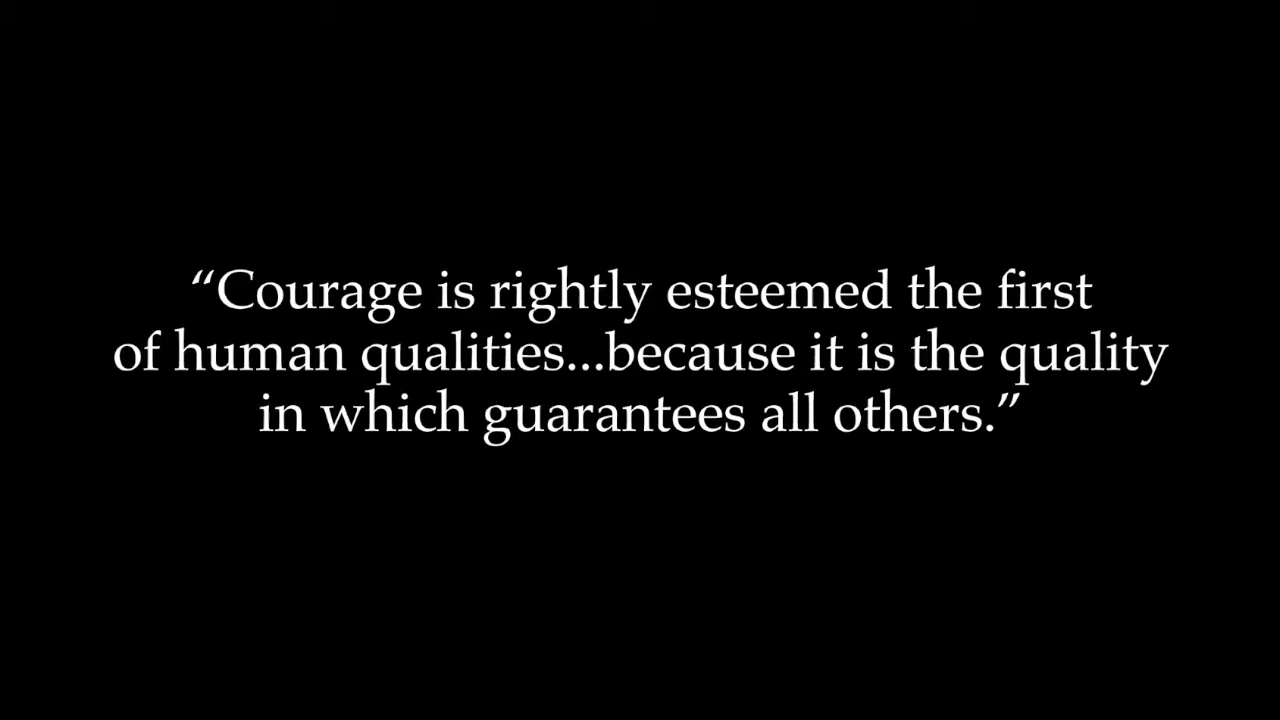 “Courage is rightly esteemed the first
of human qualities...because it is the quality
in which guarantees all others.”